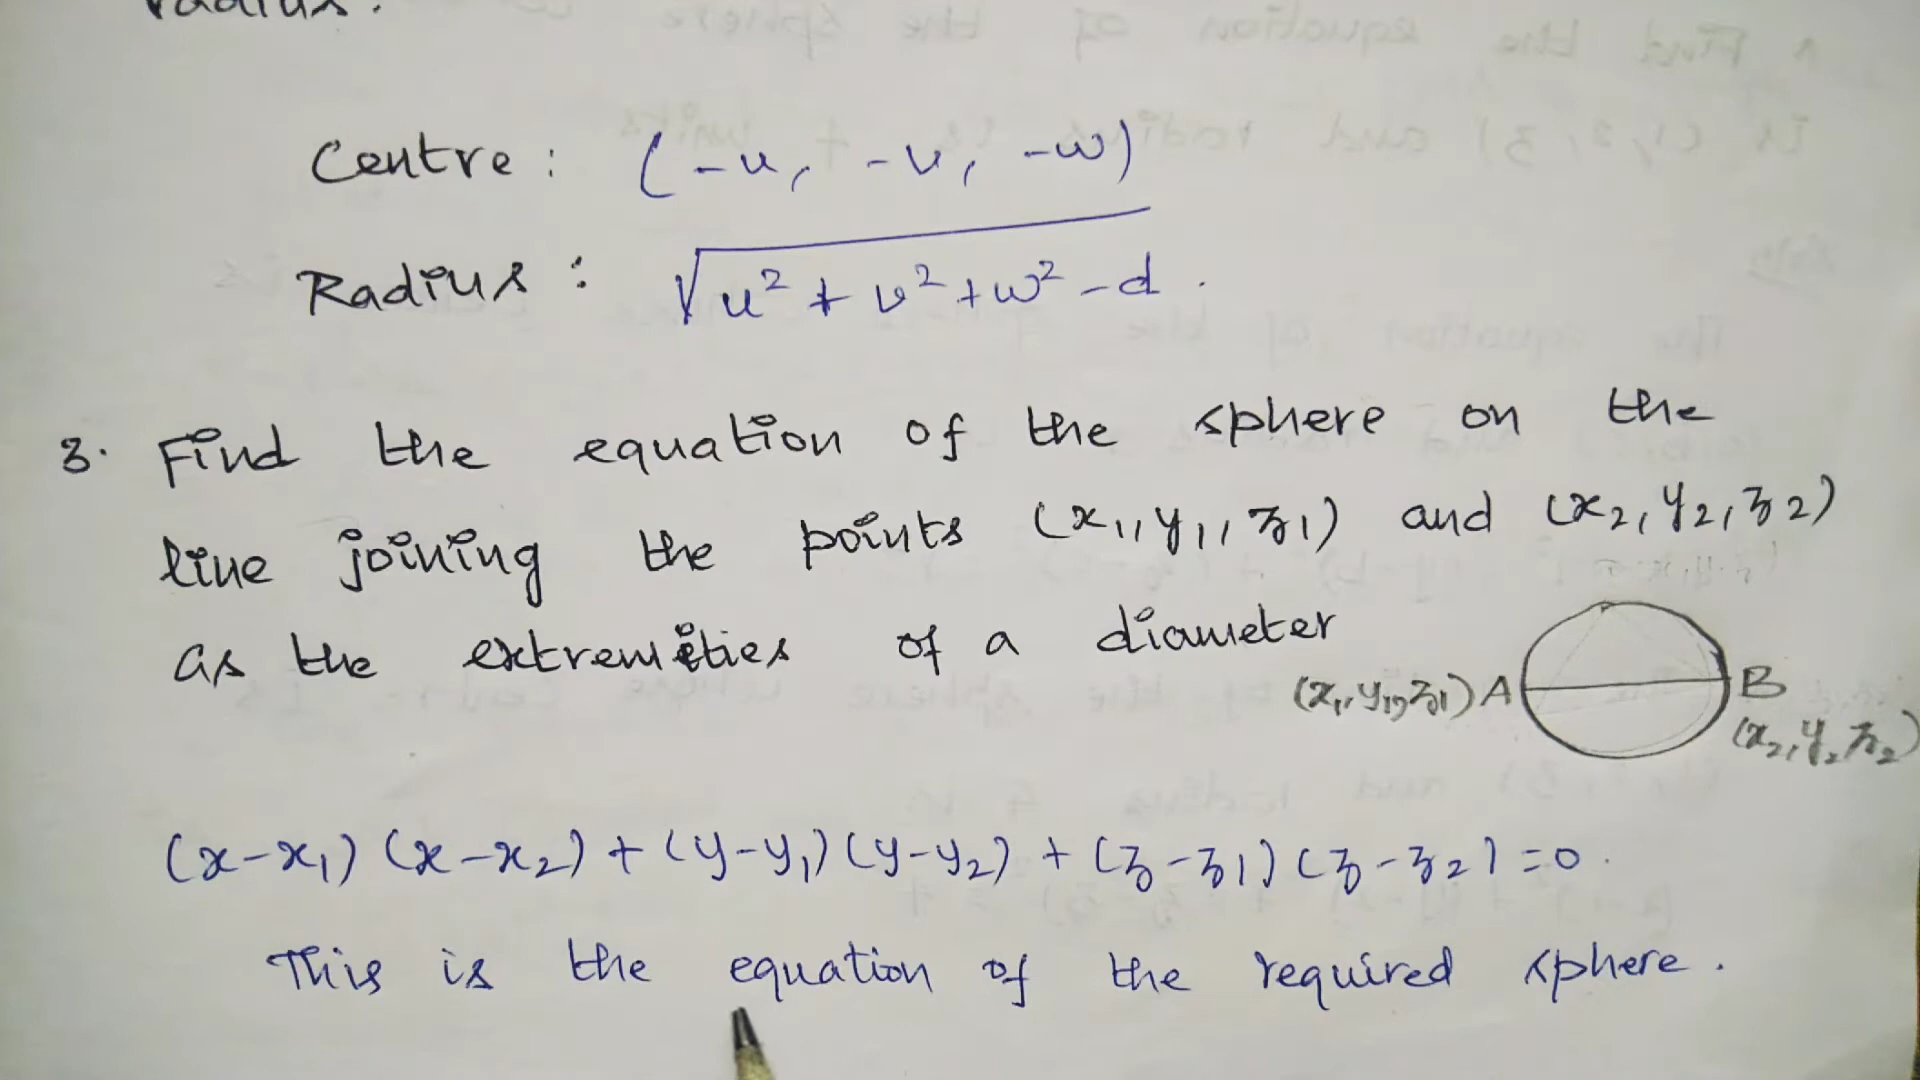 radius.
Centre: (-u, -v, -w)
Radius: √u² + v² + w² - d.
3. Find the equation of the sphere on the
line joining the points (x₁, y₁, z₁) and (x₂, y₂, z₂)
as the extremities of a diameter
(x₁, y₁, z₁) A B
(x₂, y₂, z₂)
(x-x₁) (x-x₂) + (y-y₁) (y-y₂) + (z-z₁) (z-z₂) = 0.
This is the equation of the required sphere.